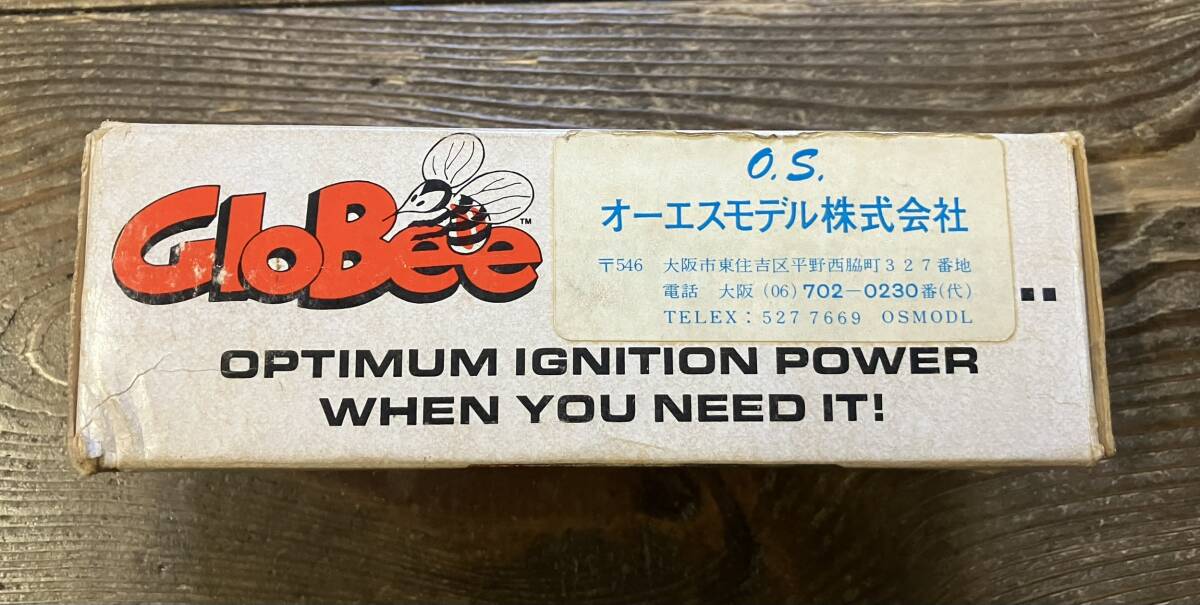 GloBee™
O.S.
オーエスモデル株式会社
〒546 大阪市東住吉区平野西脇町３２７番地
電話 大阪 (06) 702－0230番(代)
TELEX : 527 7669 OSMODL
..
OPTIMUM IGNITION POWER
WHEN YOU NEED IT!